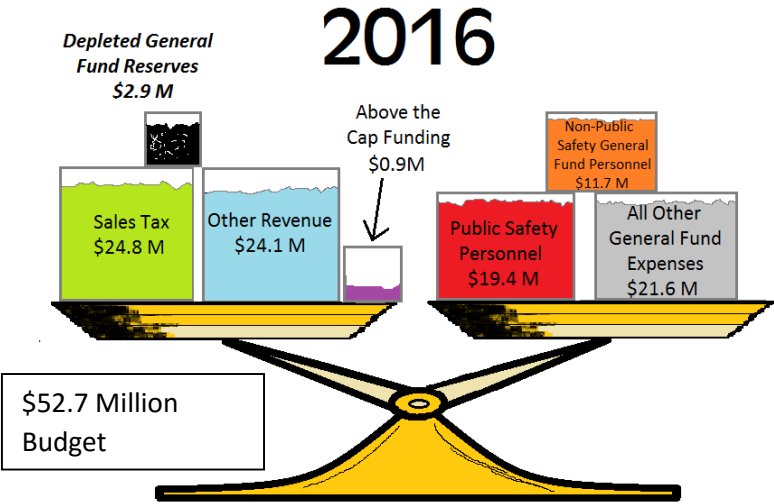 2016
Depleted General
Fund Reserves
$2.9 M
Above the
Cap Funding
$0.9M
Sales Tax
$24.8 M
Other Revenue
$24.1 M
Non-Public
Safety General
Fund Personnel
$11.7 M
Public Safety
Personnel
$19.4 M
All Other
General Fund
Expenses
$21.6 M
$52.7 Million
Budget